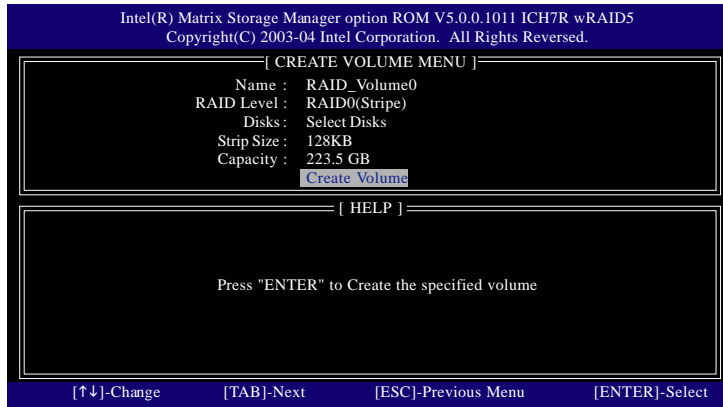 Intel(R) Matrix Storage Manager option ROM V5.0.0.1011 ICH7R wRAID5
Copyright(C) 2003-04 Intel Corporation. All Rights Reversed.
[ CREATE VOLUME MENU ]
Name : RAID_Volume0
RAID Level : RAID0(Stripe)
Disks : Select Disks
Strip Size : 128KB
Capacity : 223.5 GB
Create Volume
[ HELP ]
Press "ENTER" to Create the specified volume
[↑↓]-Change [TAB]-Next [ESC]-Previous Menu [ENTER]-Select